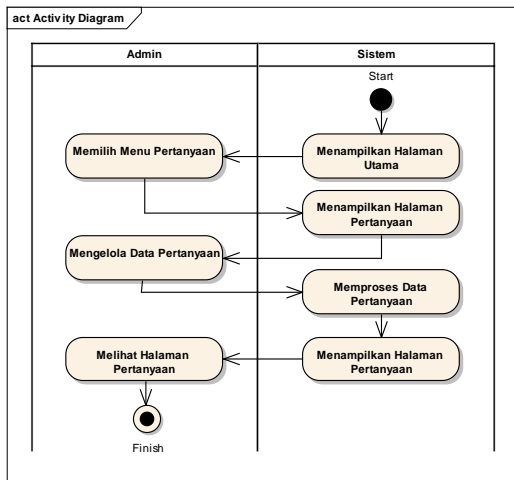 act Activity Diagram
Admin
Sistem
Start
Menampilkan Halaman
Utama
Memilih Menu Pertanyaan
Menampilkan Halaman
Pertanyaan
Mengelola Data Pertanyaan
Memproses Data
Pertanyaan
Menampilkan Halaman
Pertanyaan
Melihat Halaman
Pertanyaan
Finish